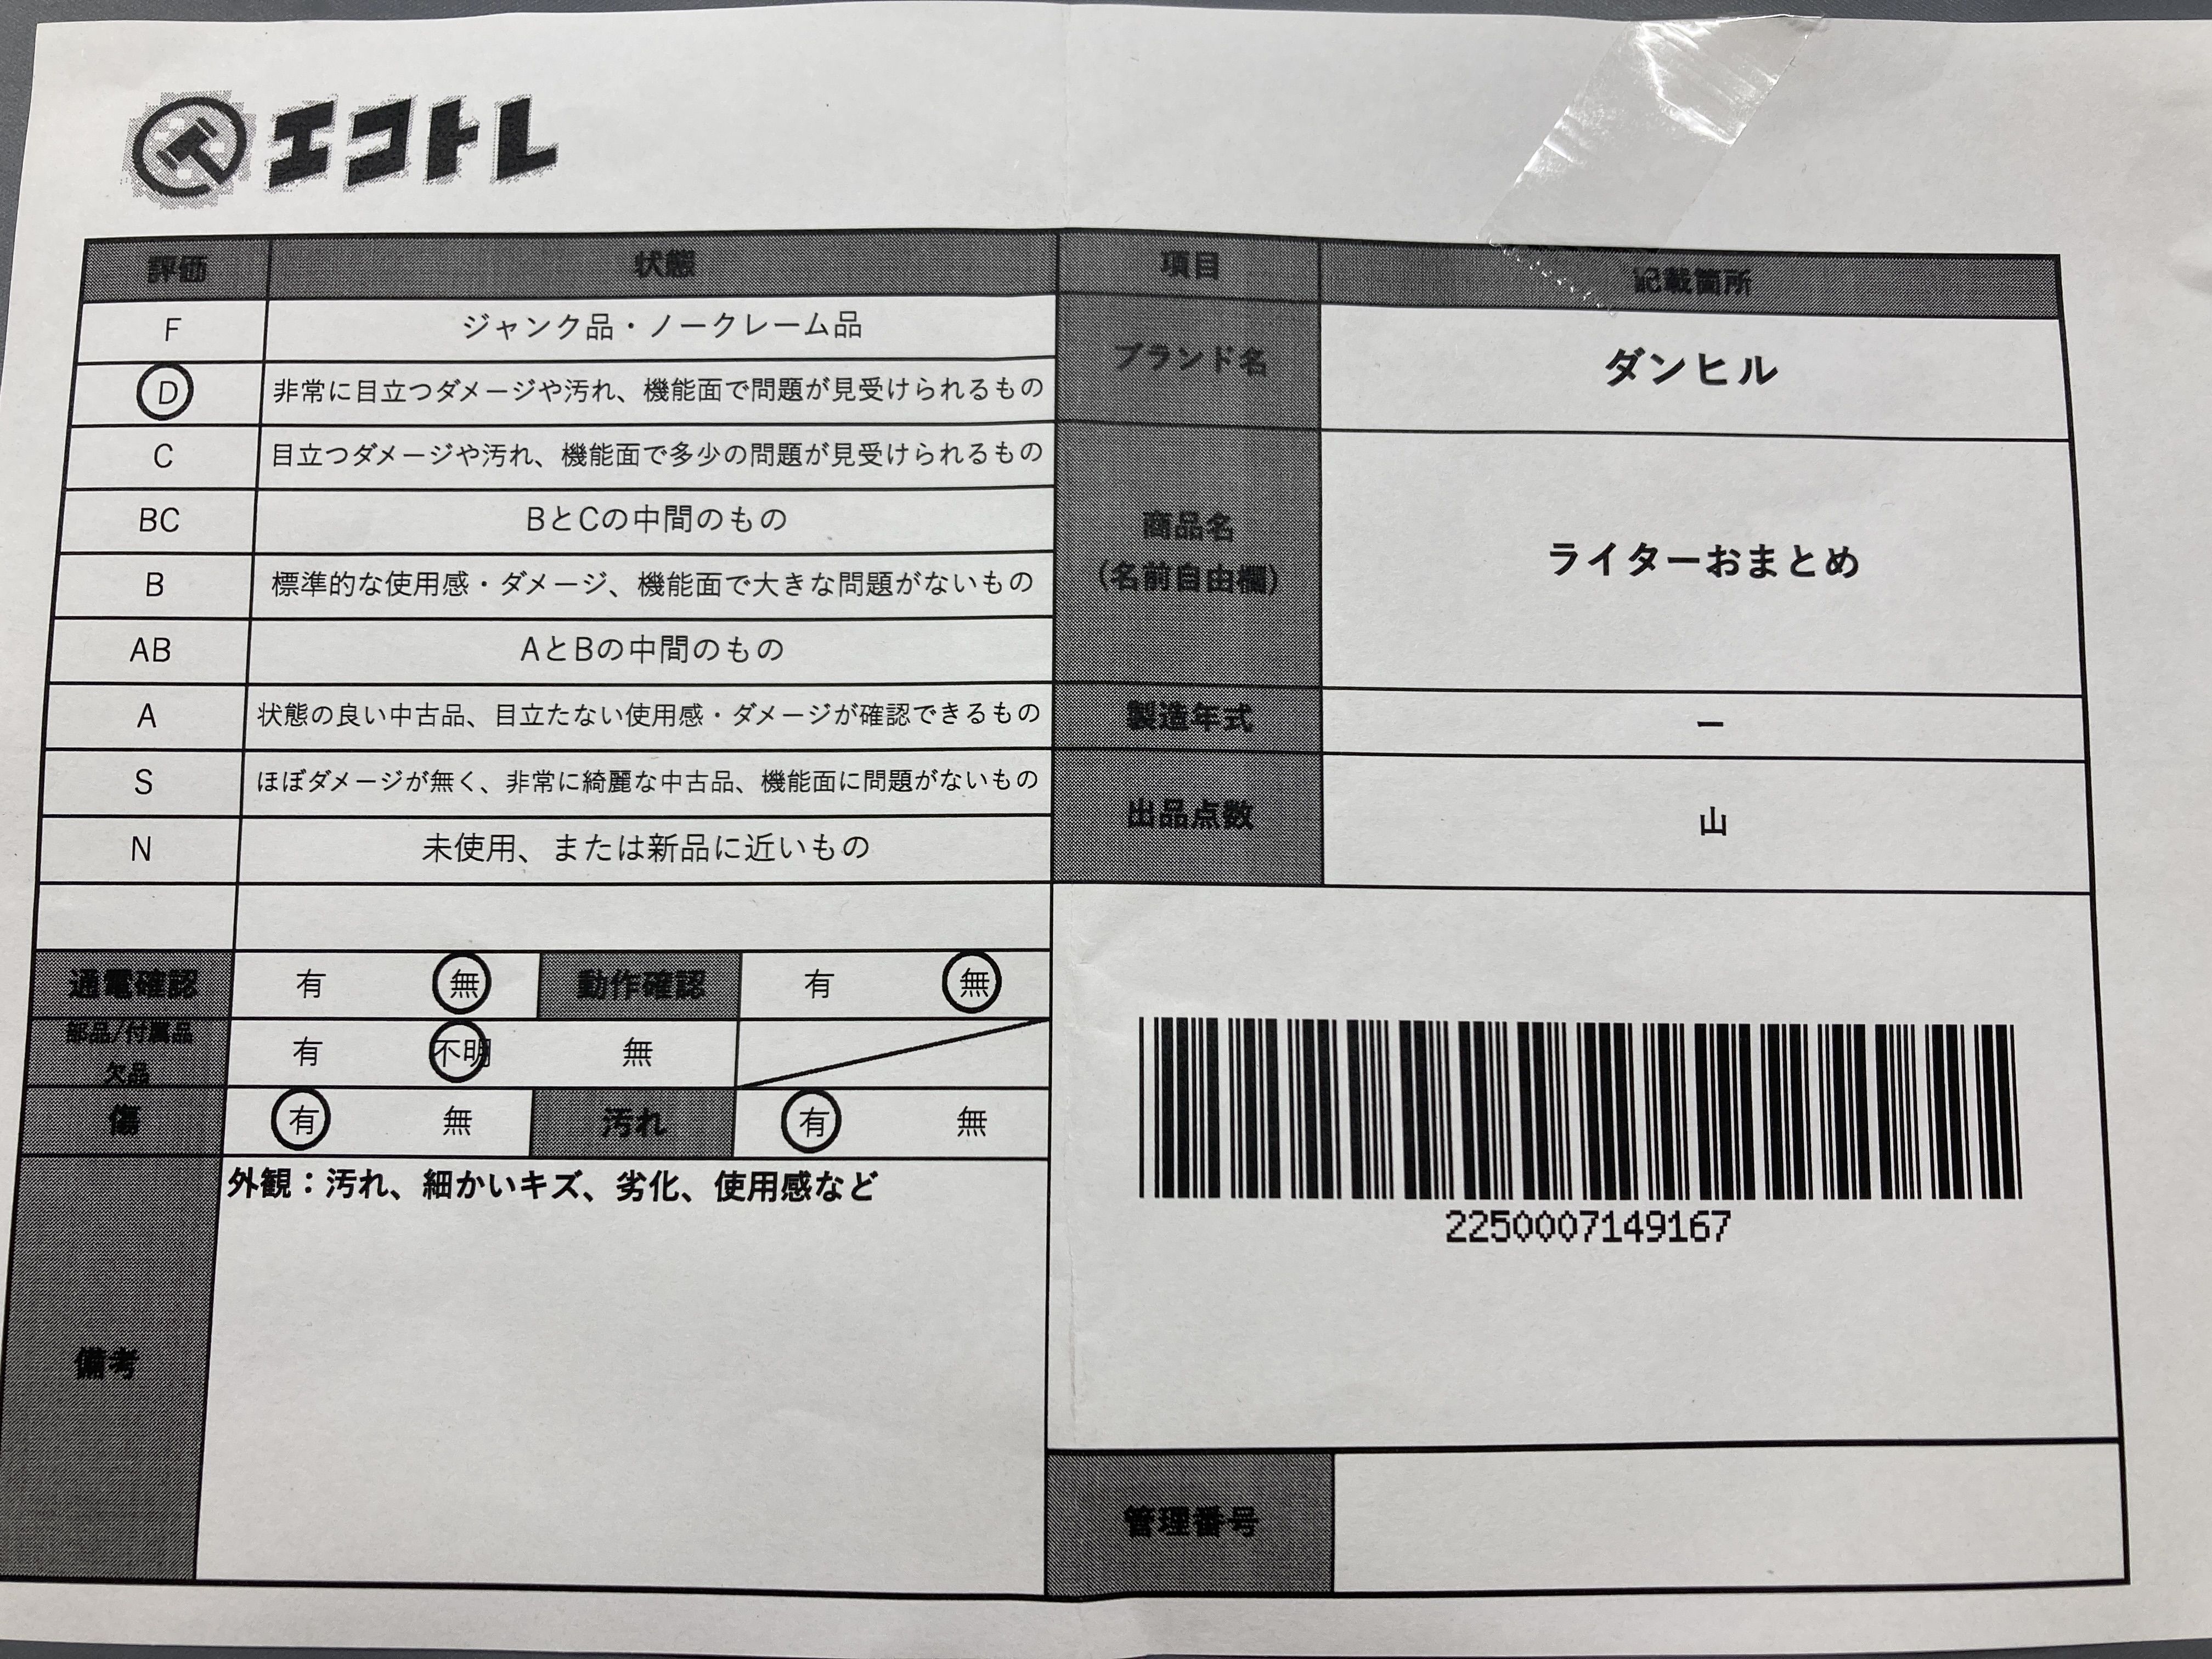 エコトレ
評価 状態
F ジャンク品・ノークレーム品
D 非常に目立つダメージや汚れ、機能面で問題が見受けられるもの
C 目立つダメージや汚れ、機能面で多少の問題が見受けられるもの
BC BとCの中間のもの
B 標準的な使用感・ダメージ、機能面で大きな問題がないもの
AB AとBの中間のもの
A 状態の良い中古品、目立たない使用感・ダメージが確認できるもの
S ほぼダメージが無く、非常に綺麗な中古品、機能面に問題がないもの
N 未使用、または新品に近いもの
通電確認 有 無 動作確認 有 無
部品/付属品
欠品
有 不明 無
傷 有 無 汚れ 有 無
備考
外観：汚れ、細かいキズ、劣化、使用感など
項目 記載箇所
ブランド名 ダンヒル
商品名
(名前自由欄)
ライターおまとめ
製造年式 ー
出品点数 山
2250007149167
管理番号